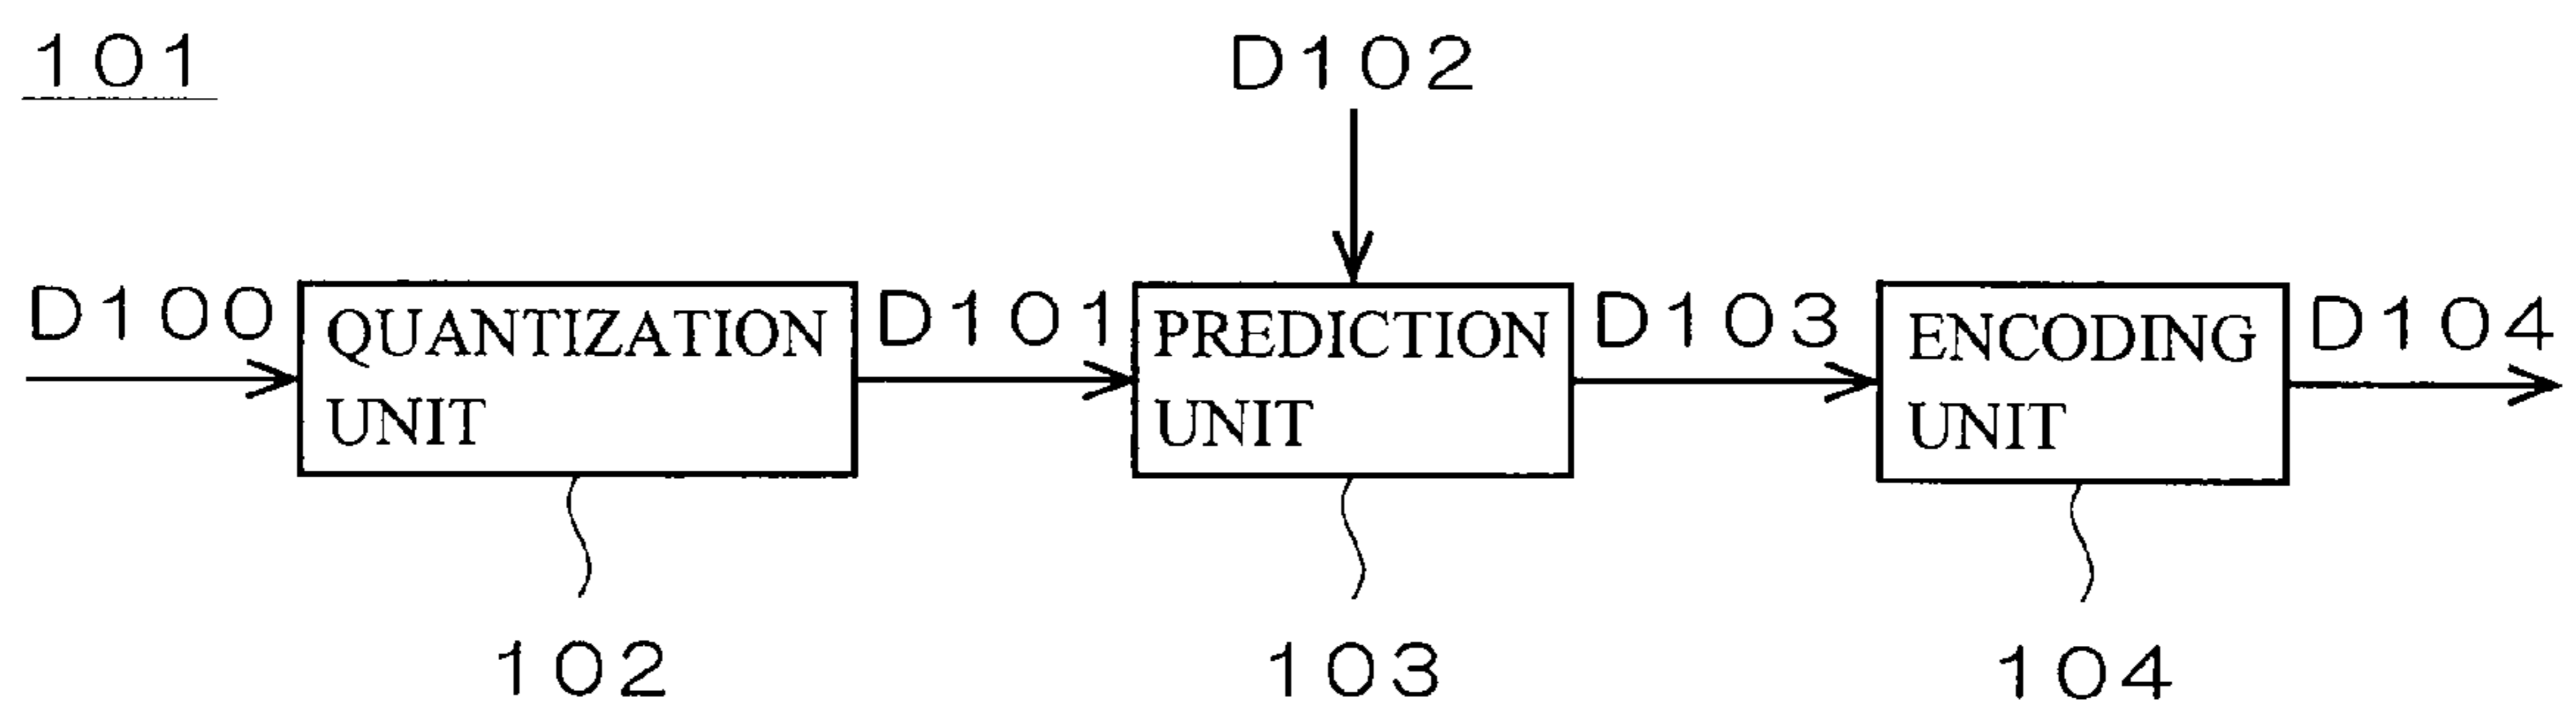 101
D102
D100
QUANTIZATION
UNIT
D101
PREDICTION
UNIT
D103
ENCODING
UNIT
D104
102
103
104